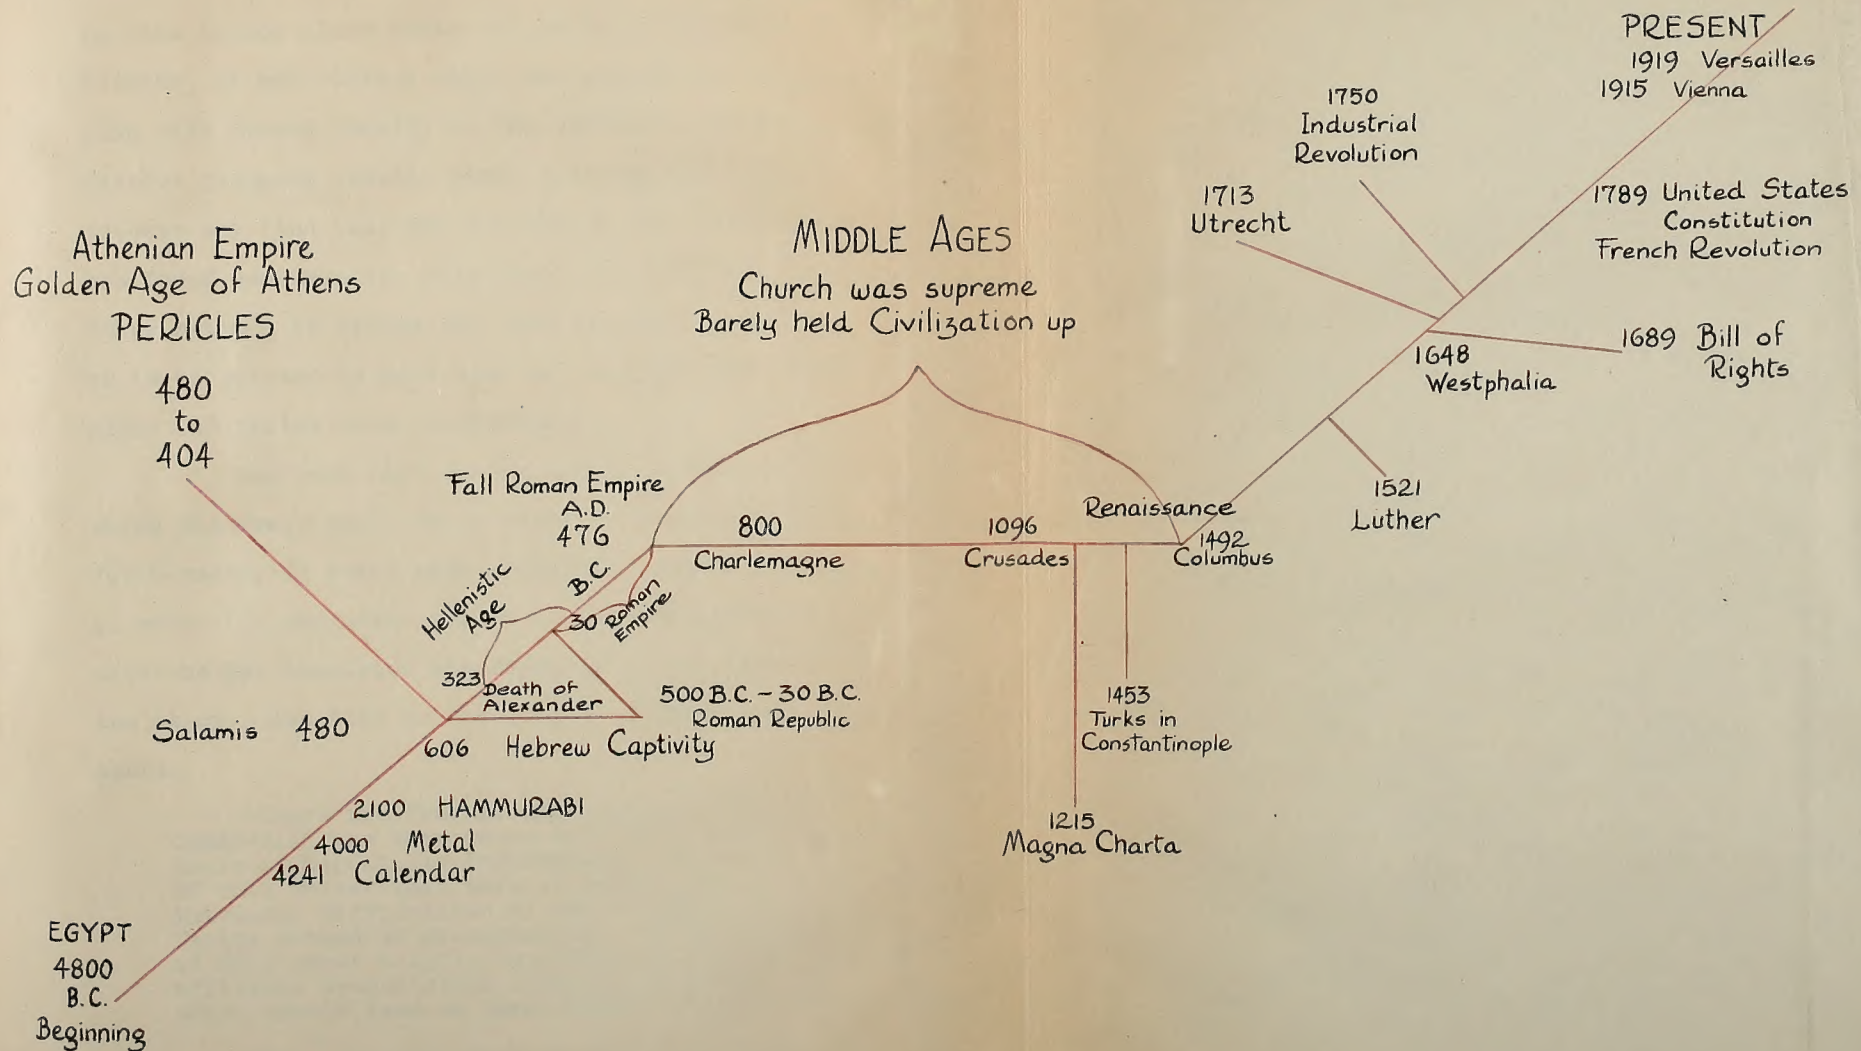 PRESENT
1919 Versailles
1915 Vienna
1750
Industrial
Revolution
1713
Utrecht
1789 United States
Constitution
French Revolution
1689 Bill of
Rights
1648
Westphalia
1521
Luther
MIDDLE AGES
Church was supreme
Barely held Civilization up
Athenian Empire
Golden Age of Athens
PERICLES
480
to
404
Fall Roman Empire
A.D.
476
800
Charlemagne
1096
Crusades
Renaissance
1492
Columbus
B.C.
Hellenistic
Age
30
Roman
Empire
323
Death of
Alexander
500 B.C. - 30 B.C.
Roman Republic
1453
Turks in
Constantinople
1215
Magna Charta
Salamis 480
606 Hebrew Captivity
2100 HAMMURABI
4000 Metal
4241 Calendar
EGYPT
4800
B.C.
Beginning